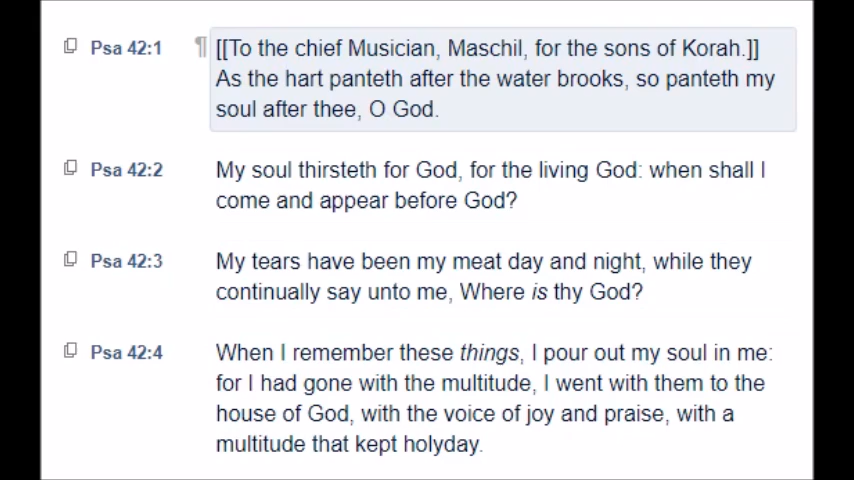 Psa 42:1 ¶ [[To the chief Musician, Maschil, for the sons of Korah.]]
As the hart panteth after the water brooks, so panteth my
soul after thee, O God.
Psa 42:2 My soul thirsteth for God, for the living God: when shall I
come and appear before God?
Psa 42:3 My tears have been my meat day and night, while they
continually say unto me, Where is thy God?
Psa 42:4 When I remember these things, I pour out my soul in me:
for I had gone with the multitude, I went with them to the
house of God, with the voice of joy and praise, with a
multitude that kept holyday.